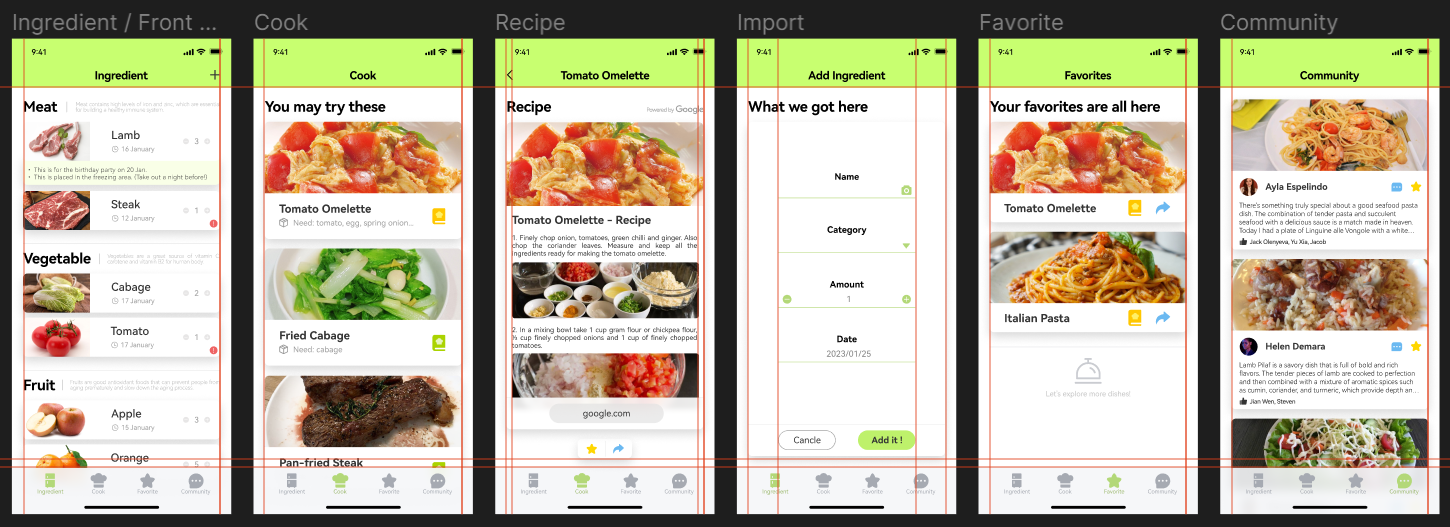 Ingredient / Front ...
9:41
Ingredient
Meat
Meat contains high levels of iron and zinc, which are essential
for building a healthy immune system.
Lamb
16 January
3
• This is for the birthday party on 20 Jan.
• This is placed in the freezing area. (Take out a night before!)
Steak
12 January
1
Vegetable
Vegetables are a great source of vitamin C,
carotene and vitamin B2 for human body
Cabage
17 January
2
Tomato
17 January
1
Fruit
Fruits are good antioxidant foods that can prevent people from
aging prematurely and slow down the aging process.
Apple
15 January
3
Orange
5
Ingredient
Cook
Favorite
Community
Cook
9:41
Cook
You may try these
Tomato Omelette
Need: tomato, egg, spring onion...
Fried Cabage
Need: cabage
Pan-fried Steak
Ingredient
Cook
Favorite
Community
Recipe
9:41
Tomato Omelette
Recipe
Powered by Google
Tomato Omelette - Recipe
1. Finely chop onion, tomatoes, green chilli and ginger. Also
chop the coriander leaves. Measure and keep all the
ingredients ready for making the tomato omelette.
2. In a mixing bowl take 1 cup gram flour or chickpea flour,
⅓ cup finely chopped onions and 1 cup of finely chopped
tomatoes.
google.com
Ingredient
Cook
Favorite
Community
Import
9:41
Add Ingredient
What we got here
Name
Category
Amount
1
Date
2023/01/25
Cancle
Add it !
Ingredient
Cook
Favorite
Community
Favorite
9:41
Favorites
Your favorites are all here
Tomato Omelette
Italian Pasta
Let's explore more dishes!
Ingredient
Cook
Favorite
Community
Community
9:41
Community
Ayla Espelindo
There's something truly special about a good seafood pasta
dish. The combination of tender pasta and succulent
seafood with a delicious sauce is a match made in heaven.
Today I had a plate of Linguine alle Vongole with a white...
Jack Olenyeva, Yu Xia, Jacob
Helen Demara
Lamb Pilaf is a savory dish that is full of bold and rich
flavors. The tender pieces of lamb are cooked to perfection
and then combined with a mixture of aromatic spices such
as cumin, coriander, and turmeric, which provide depth an...
Jian Wen, Steven
Ingredient
Cook
Favorite
Community